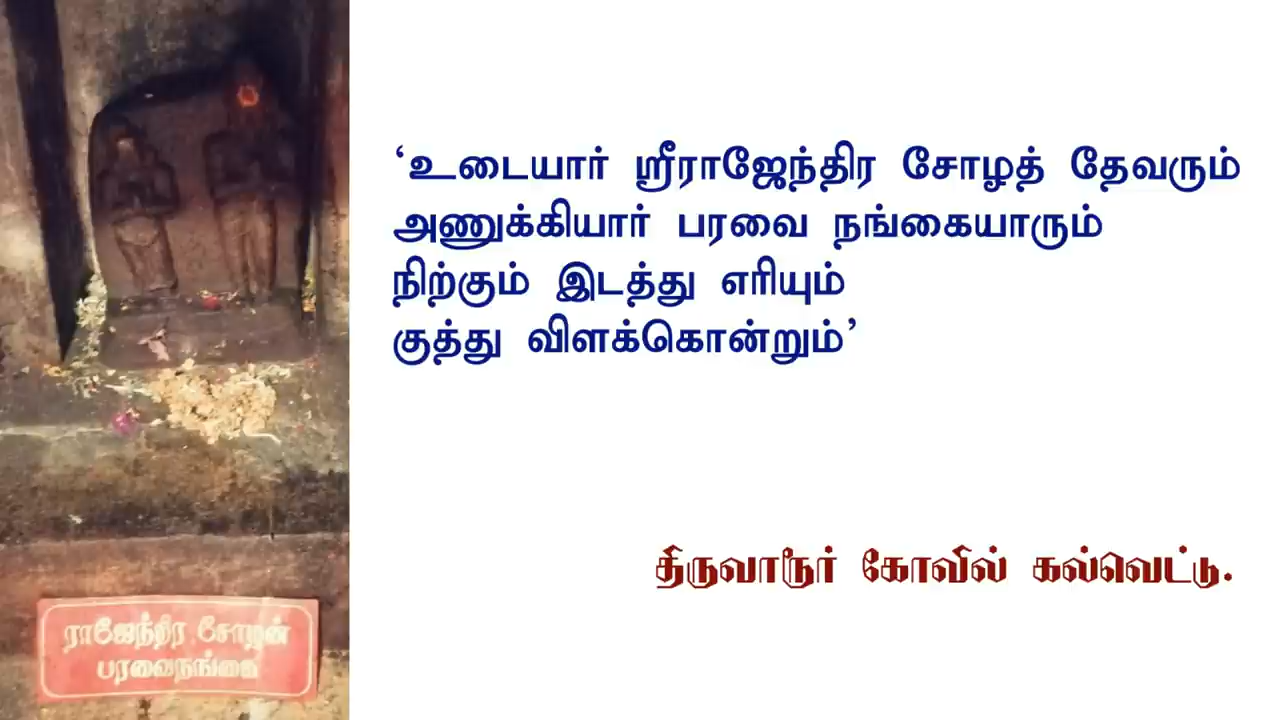 ‘உடையார் ஸ்ரீராஜேந்திர சோழத் தேவரும்
அணுக்கியார் பரவை நங்கையாரும்
நிற்கும் இடத்து எரியும்
குத்து விளக்கொன்றும்’
திருவாரூர் கோவில் கல்வெட்டு.
ராஜேந்திர சோழன்
பரவைநங்கை